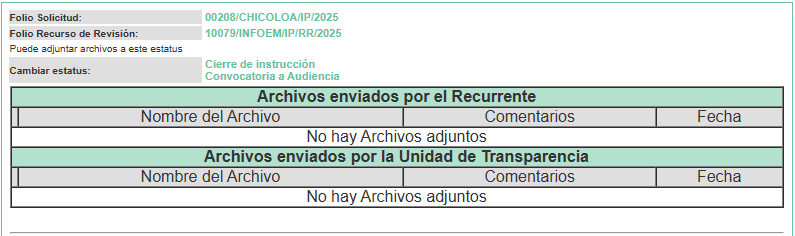 Folio Solicitud: 00208/CHICOLOA/IP/2025
Folio Recurso de Revisión: 10079/INFOEM/IP/RR/2025
Puede adjuntar archivos a este estatus
Cambiar estatus: Cierre de instrucción
Convocatoria a Audiencia
Archivos enviados por el Recurrente
Nombre del Archivo Comentarios Fecha
No hay Archivos adjuntos
Archivos enviados por la Unidad de Transparencia
Nombre del Archivo Comentarios Fecha
No hay Archivos adjuntos